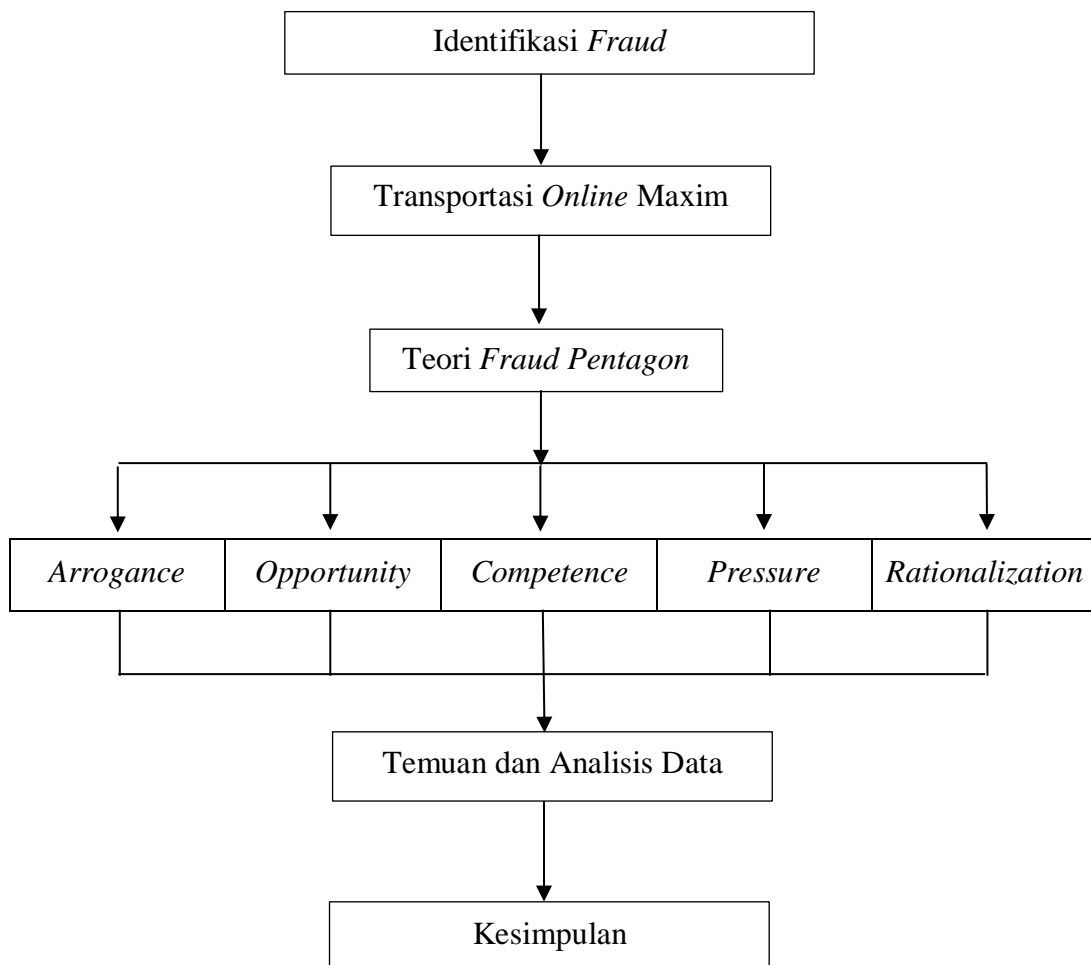 Identifikasi Fraud
Transportasi Online Maxim
Teori Fraud Pentagon
Arrogance
Opportunity
Competence
Pressure
Rationalization
Temuan dan Analisis Data
Kesimpulan